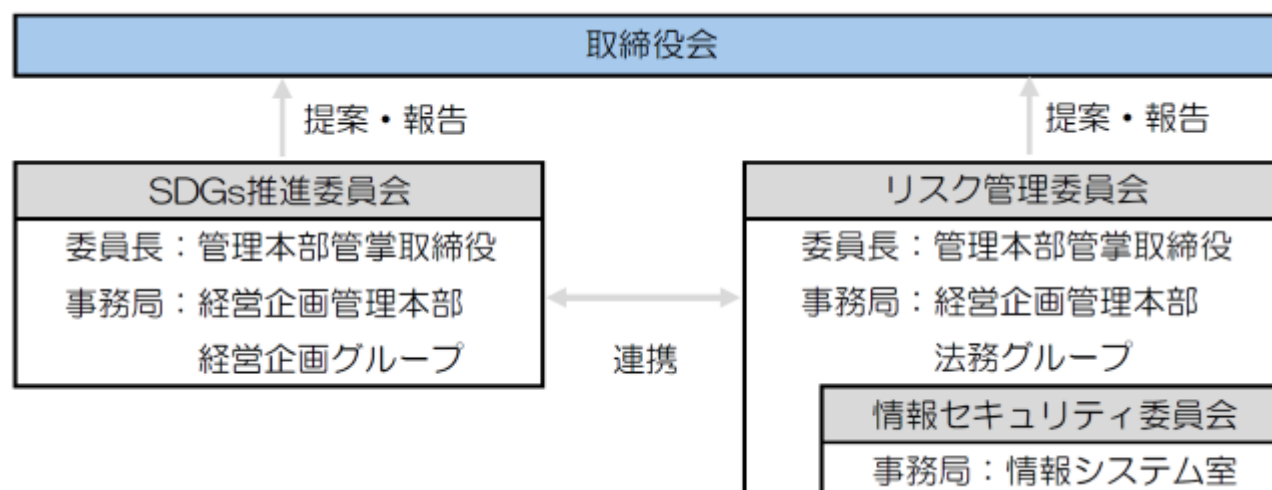 取締役会
提案・報告
提案・報告
SDGs推進委員会
委員長：管理本部管掌取締役
事務局：経営企画管理本部
経営企画グループ
連携
リスク管理委員会
委員長：管理本部管掌取締役
事務局：経営企画管理本部
法務グループ
情報セキュリティ委員会
事務局：情報システム室